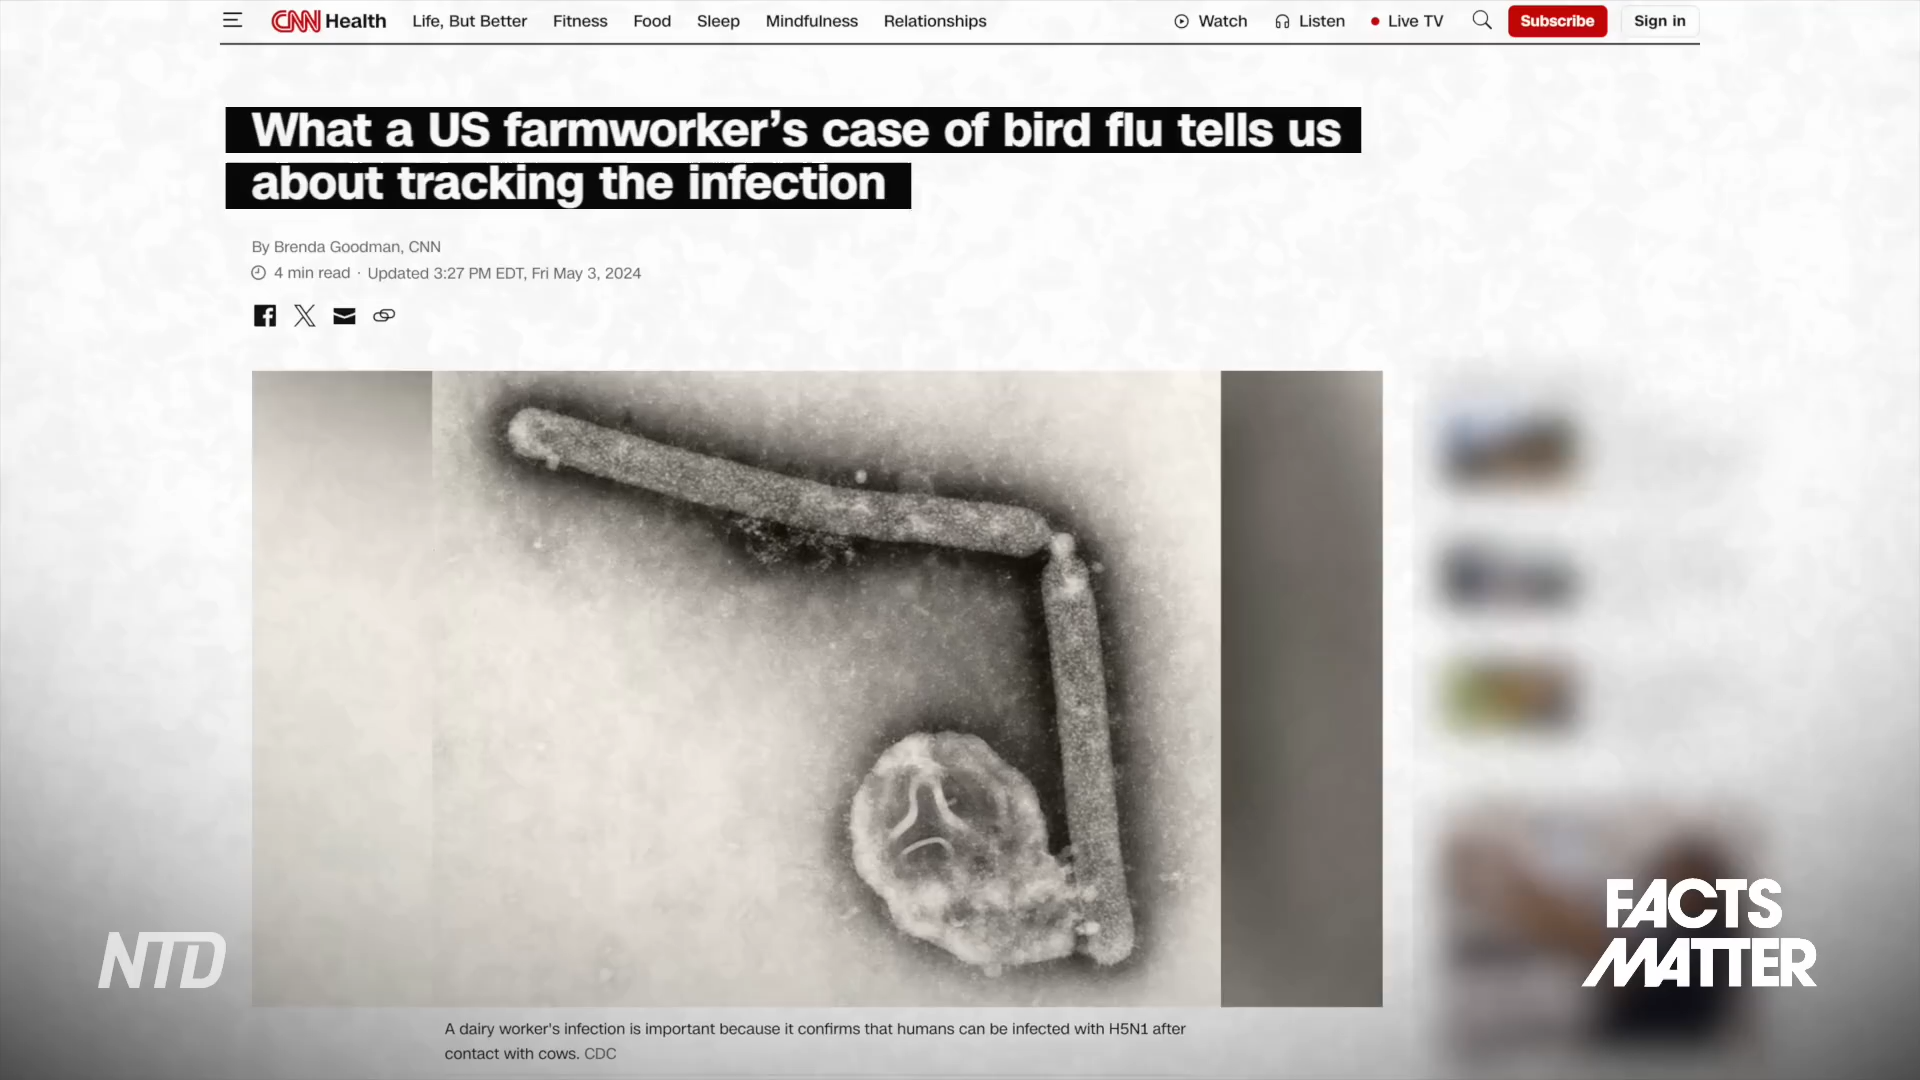 CNN Health Life, But Better Fitness Food Sleep Mindfulness Relationships Watch Listen Live TV Subscribe Sign in
What a US farmworker’s case of bird flu tells us
about tracking the infection
By Brenda Goodman, CNN
4 min read · Updated 3:27 PM EDT, Fri May 3, 2024
FACTS
MATTER
NTD
A dairy worker's infection is important because it confirms that humans can be infected with H5N1 after
contact with cows. CDC